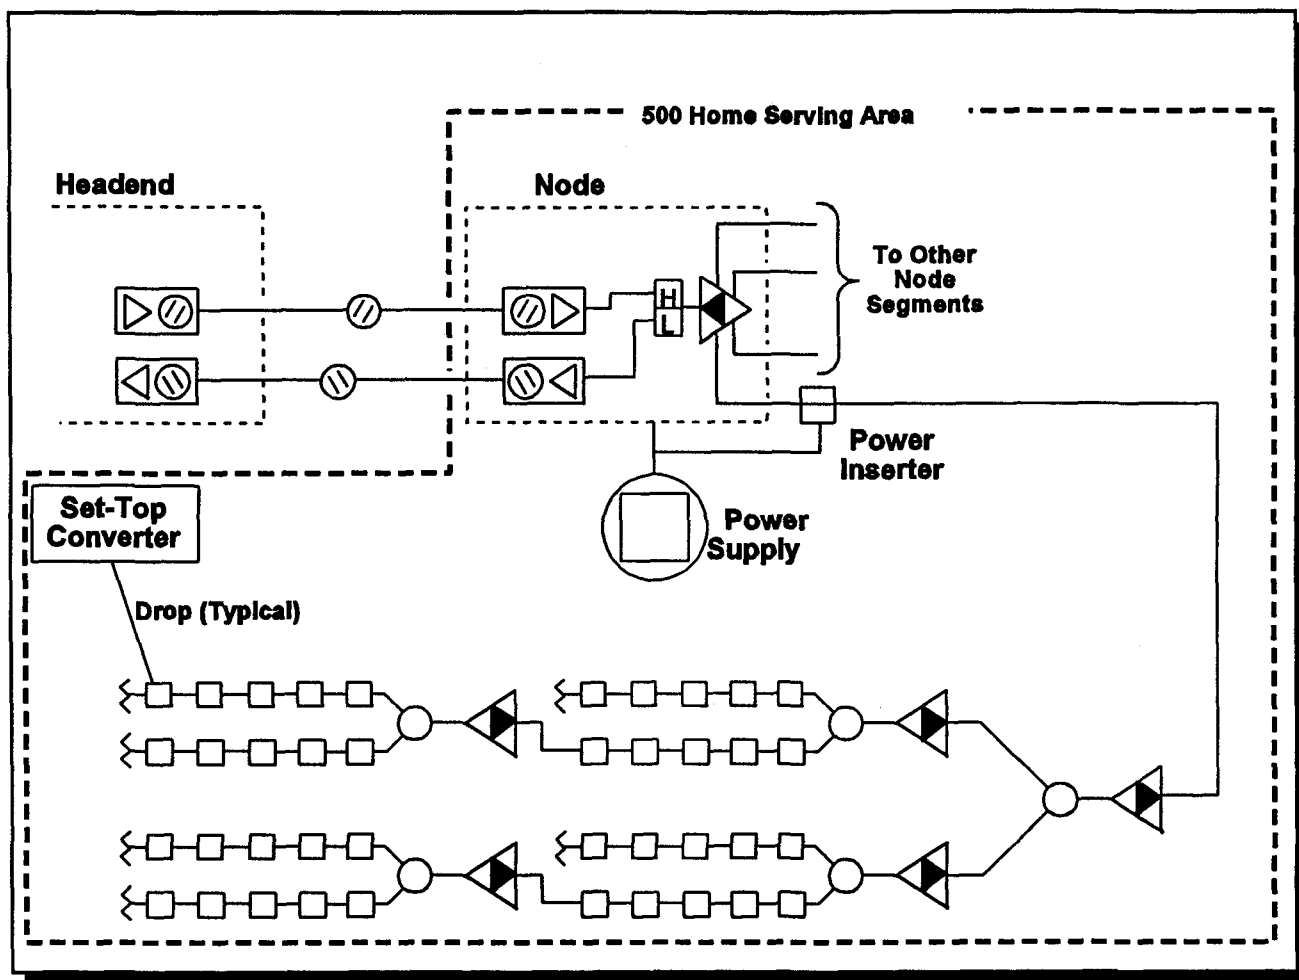 500 Home Serving Area
Headend
Node
H
L
To Other
Node
Segments
Power
Inserter
Power
Supply
Set-Top
Converter
Drop (Typical)